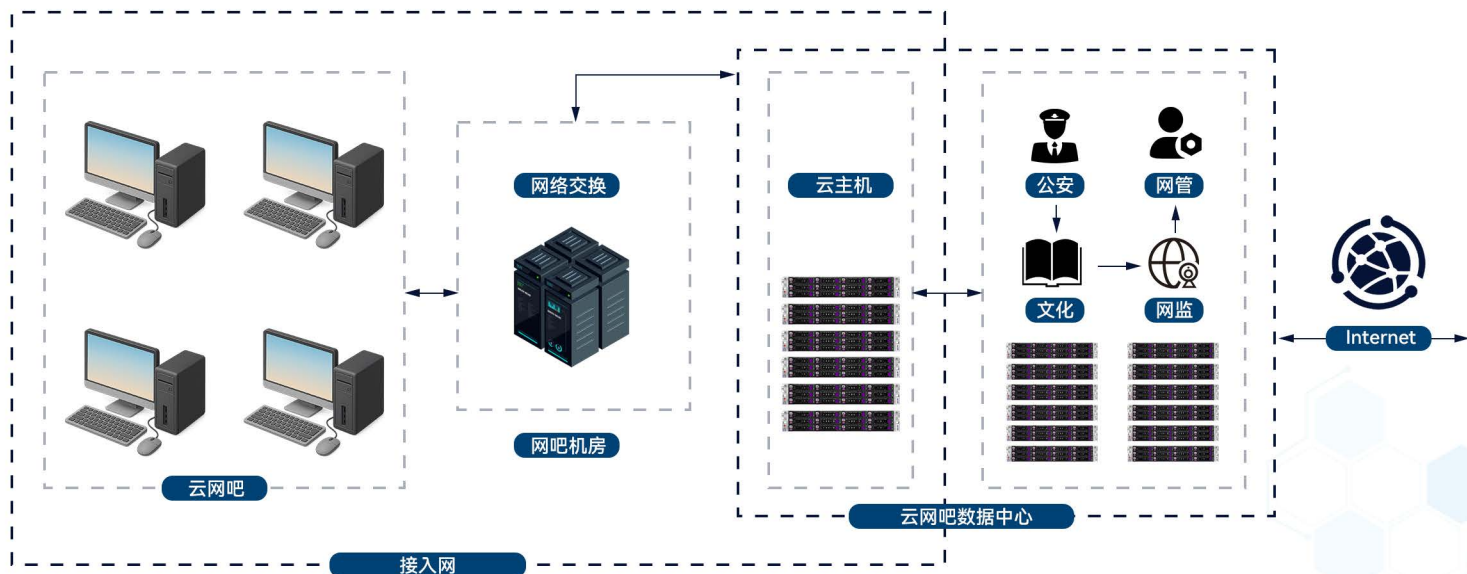 网络交换
云主机
公安
网管
文化
网监
Internet
网吧机房
云网吧
云网吧数据中心
接入网